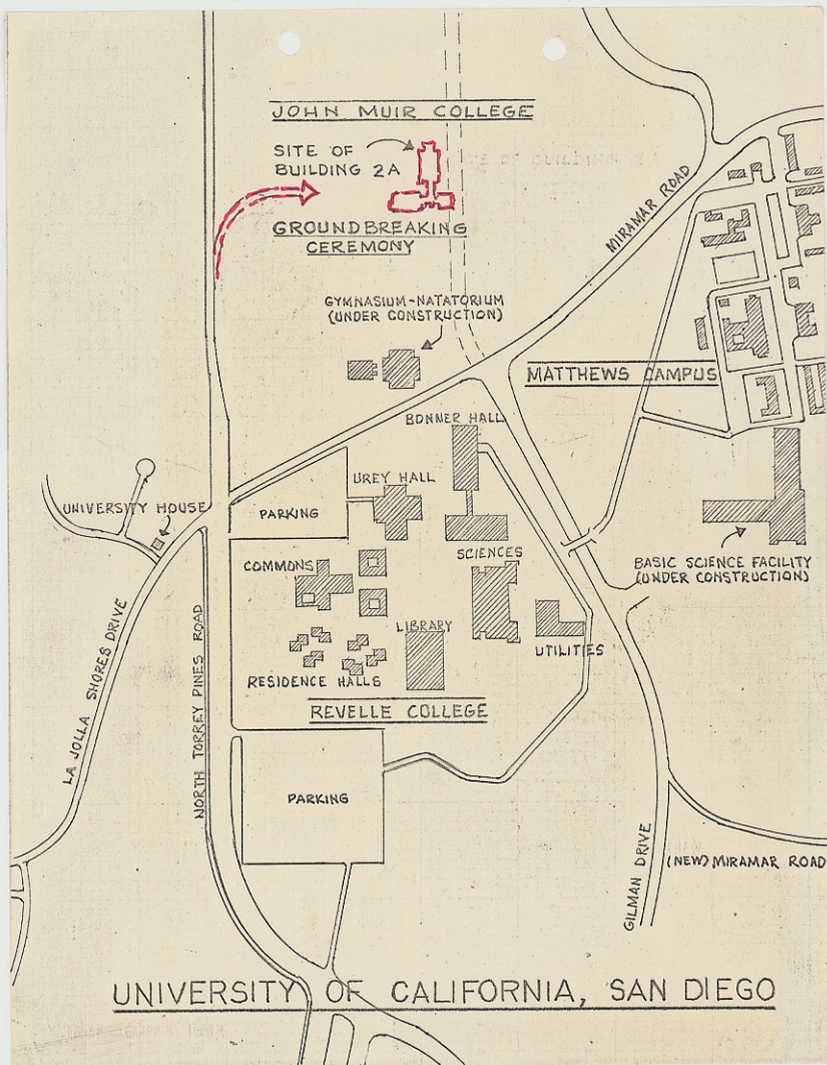 JOHN MUIR COLLEGE
SITE OF
BUILDING 2A
GROUNDBREAKING
CEREMONY
MIRAMAR ROAD
GYMNASIUM-NATATORIUM
(UNDER CONSTRUCTION)
MATTHEWS CAMPUS
BONNER HALL
UREY HALL
UNIVERSITY HOUSE
PARKING
SCIENCES
BASIC SCIENCE FACILITY
(UNDER CONSTRUCTION)
COMMONS
LIBRARY
UTILITIES
RESIDENCE HALLS
REVELLE COLLEGE
LA JOLLA SHORES DRIVE
NORTH TORREY PINES ROAD
PARKING
GILMAN DRIVE
(NEW) MIRAMAR ROAD
UNIVERSITY OF CALIFORNIA, SAN DIEGO